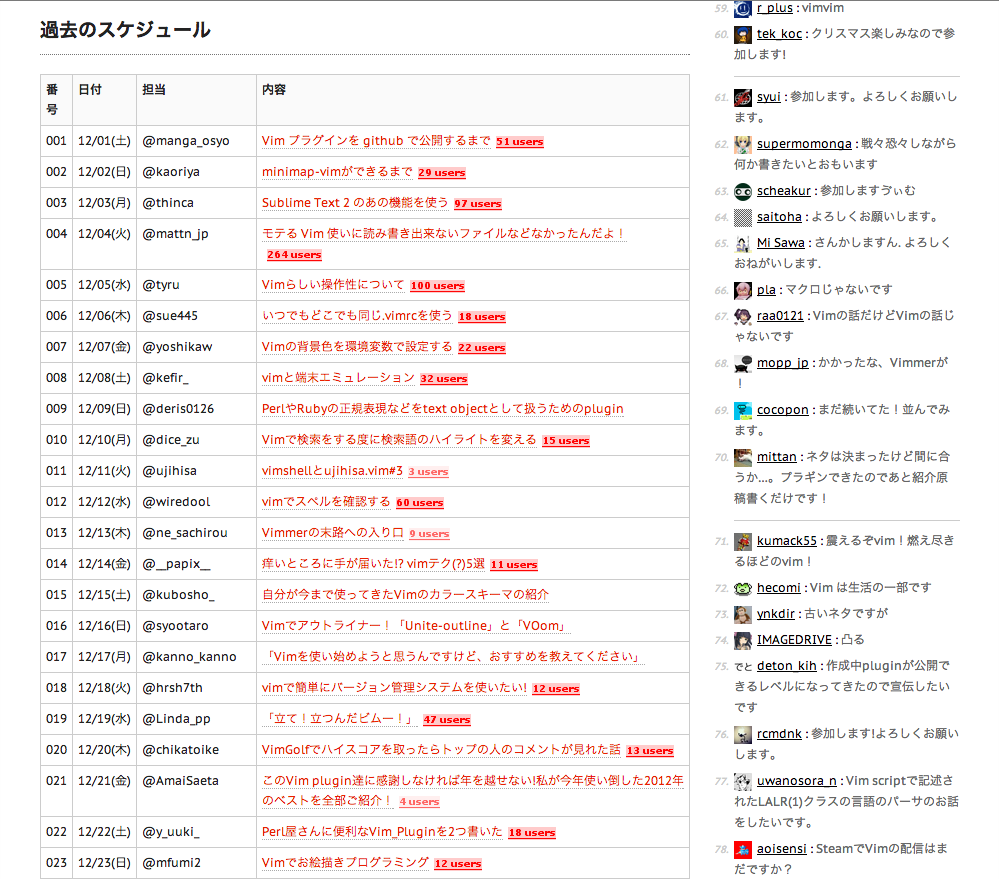 過去のスケジュール
番
号
日付
担当
内容
001 12/01(土) @manga_osyo Vim プラグインを github で公開するまで 51 users
002 12/02(日) @kaoriya minimap-vimができるまで 29 users
003 12/03(月) @thinca Sublime Text 2 のあの機能を使う 97 users
004 12/04(火) @mattn_jp モテる Vim 使いに読み書き出来ないファイルなどなかったんだよ！
264 users
005 12/05(水) @tyru Vimらしい操作性について 100 users
006 12/06(木) @sue445 いつでもどこでも同じ.vimrcを使う 18 users
007 12/07(金) @yoshikaw Vimの背景色を環境変数で設定する 22 users
008 12/08(土) @kefir_ vimと端末エミュレーション 32 users
009 12/09(日) @deris0126 PerlやRubyの正規表現などをtext objectとして扱うためのplugin
010 12/10(月) @dice_zu Vimで検索をする度に検索語のハイライトを変える 15 users
011 12/11(火) @ujihisa vimshellとujihisa.vim#3 3 users
012 12/12(水) @wiredool vimでスペルを確認する 60 users
013 12/13(木) @ne_sachirou Vimmerの末路への入り口 9 users
014 12/14(金) @__papix__ 痒いところに手が届いた!? vimテク(?)5選 11 users
015 12/15(土) @kubosho_ 自分が今まで使ってきたVimのカラースキーマの紹介
016 12/16(日) @syootaro Vimでアウトライナー！「Unite-outline」と「VOom」
017 12/17(月) @kanno_kanno 「Vimを使い始めようと思うんですけど、おすすめを教えてください」
018 12/18(火) @hrsh7th vimで簡単にバージョン管理システムを使いたい! 12 users
019 12/19(水) @Linda_pp 「立て！立つんだビムー！」 47 users
020 12/20(木) @chikatoike VimGolfでハイスコアを取ったらトップの人のコメントが見れた話 13 users
021 12/21(金) @AmaiSaeta このVim plugin達に感謝しなければ年を越せない!私が今年使い倒した2012年
のベストを全部ご紹介！ 4 users
022 12/22(土) @y_uuki_ Perl屋さんに便利なVim_Pluginを2つ書いた 18 users
023 12/23(日) @mfumi2 Vimでお絵描きプログラミング 12 users
59. r_plus : vimvim
60. tek_koc : クリスマス楽しみなので参
加します!
61. syui : 参加します。よろしくお願いし
ます。
62. supermomonga : 戦々恐々しながら
何か書きたいとおもいます
63. scheakur : 参加しますゔぃむ
64. saitoha : よろしくお願いします。
65. Mi Sawa : さんかしますん. よろしく
おねがいします.
66. pla : マクロじゃないです
67. raa0121 : Vimの話だけどVimの話じ
ゃないです
68. mopp_jp : かかったな、Vimmerが
！
69. cocopon : まだ続いてた！並んでみ
ます。
70. mittan : ネタは決まったけど間に合
うか…。プラギンできたのであと紹介原
稿書くだけです！
71. kumack55 : 震えるぞvim！燃え尽き
るほどのvim！
72. hecomi : Vim は生活の一部です
73. ynkdir : 古いネタですが
74. IMAGEDRIVE : 凸る
75. でと deton_kih : 作成中pluginが公開で
きるレベルになってきたので宣伝したい
です
76. rcmdnk : 参加します!よろしくお願い
します。
77. uwanosora_n : Vim scriptで記述さ
れたLALR(1)クラスの言語のパーサのお話
をしたいです。
78. aoisensi : SteamでVimの配信はま
だですか？